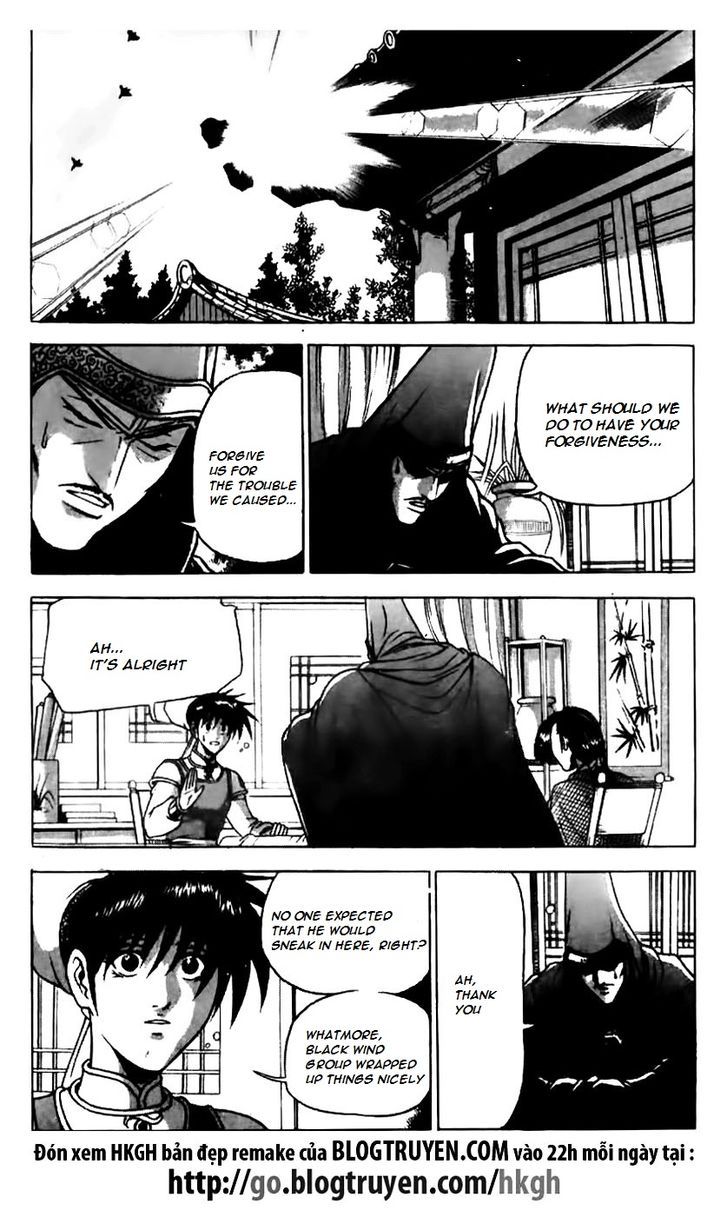 FORGIVE
US FOR
THE TROUBLE
WE CAUSED...
WHAT SHOULD WE
DO TO HAVE YOUR
FORGIVENESS...
AH...
IT'S ALRIGHT
NO ONE EXPECTED
THAT HE WOULD
SNEAK IN HERE, RIGHT?
WHATMORE,
BLACK WIND
GROUP WRAPPED
UP THINGS NICELY
AH,
THANK
YOU
Đón xem HKGH bản đẹp remake của BLOGTRUYEN.COM vào 22h mỗi ngày tại :
http://go.blogtruyen.com/hkgh